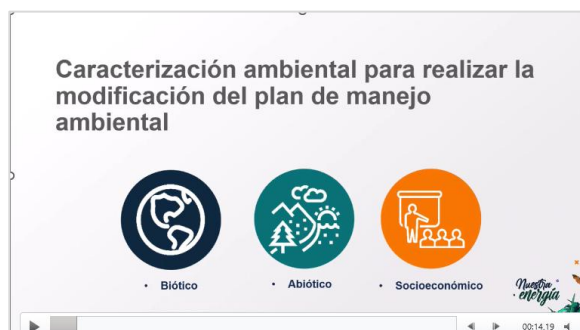 Caracterización ambiental para realizar la
modificación del plan de manejo
ambiental
• Biótico
• Abiótico
• Socioeconómico
Nuestra
energía
00:14.19